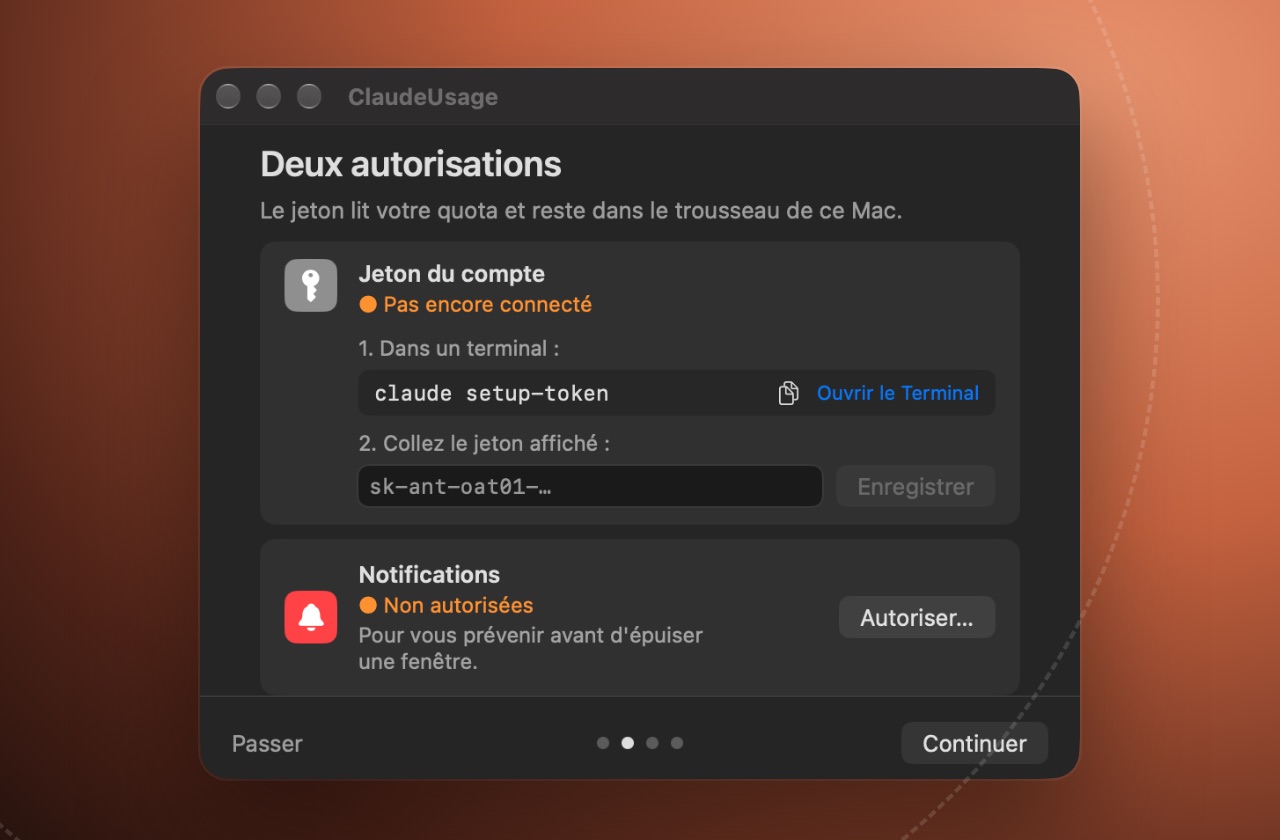 ClaudeUsage
Deux autorisations
Le jeton lit votre quota et reste dans le trousseau de ce Mac.
Jeton du compte
Pas encore connecté
1. Dans un terminal :
claude setup-token
Ouvrir le Terminal
2. Collez le jeton affiché :
sk-ant-oat01-…
Enregistrer
Notifications
Non autorisées
Pour vous prévenir avant d'épuiser
une fenêtre.
Autoriser…
Passer
Continuer